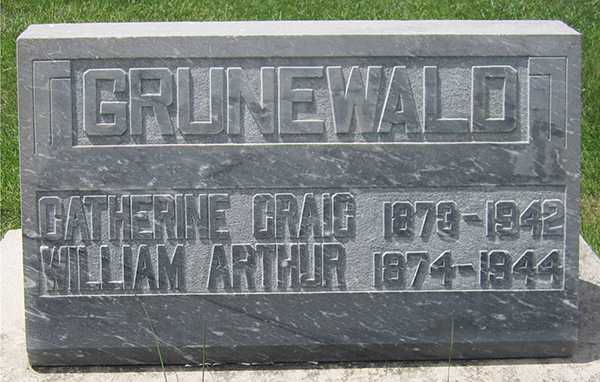 GRUNEWALD
CATHERINE CRAIG 1873-1942
WILLIAM ARTHUR 1874-1944